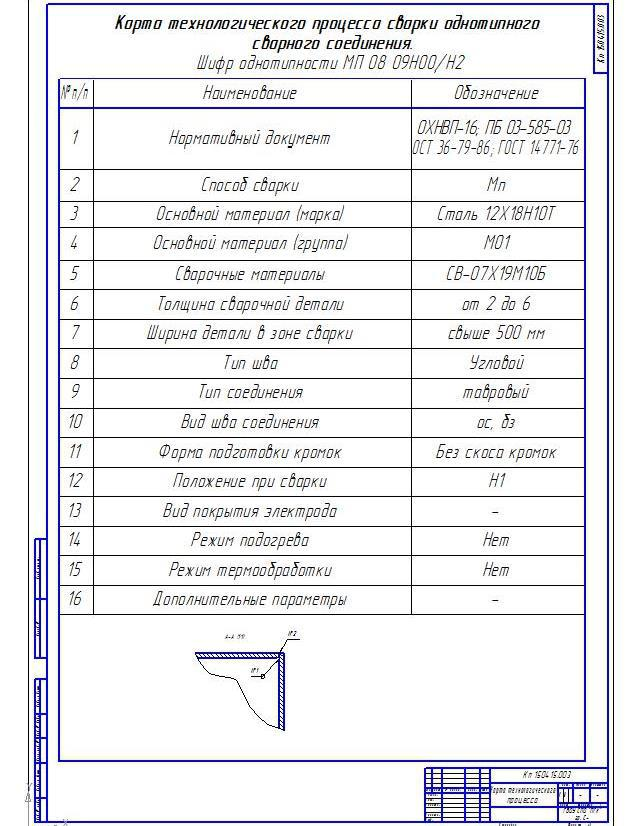 Кп 150415.003
Карта технологического процесса сварки однотипного
сварного соединения.
Шифр однотипности МП 08 09Н00/Н2
№ п/п Наименование Обозначение
1 Нормативный документ ОХНВП-16; ПБ 03-585-03
ОСТ 36-79-86; ГОСТ 14771-76
2 Способ сварки Мп
3 Основной материал (марка) Сталь 12Х18Н10Т
4 Основной материал (группа) М01
5 Сварочные материалы СВ-07Х19М10Б
6 Толщина сварочной детали от 2 до 6
7 Ширина детали в зоне сварки свыше 500 мм
8 Тип шва Угловой
9 Тип соединения тавровый
10 Вид шва соединения ос, бз
11 Форма подготовки кромок Без скоса кромок
12 Положение при сварки Н1
13 Вид покрытия электрода -
14 Режим подогрева Нет
15 Режим термообработки Нет
16 Дополнительные параметры -
А-А
№2
№1
Кп 150415.003
Карта технологического
процесса